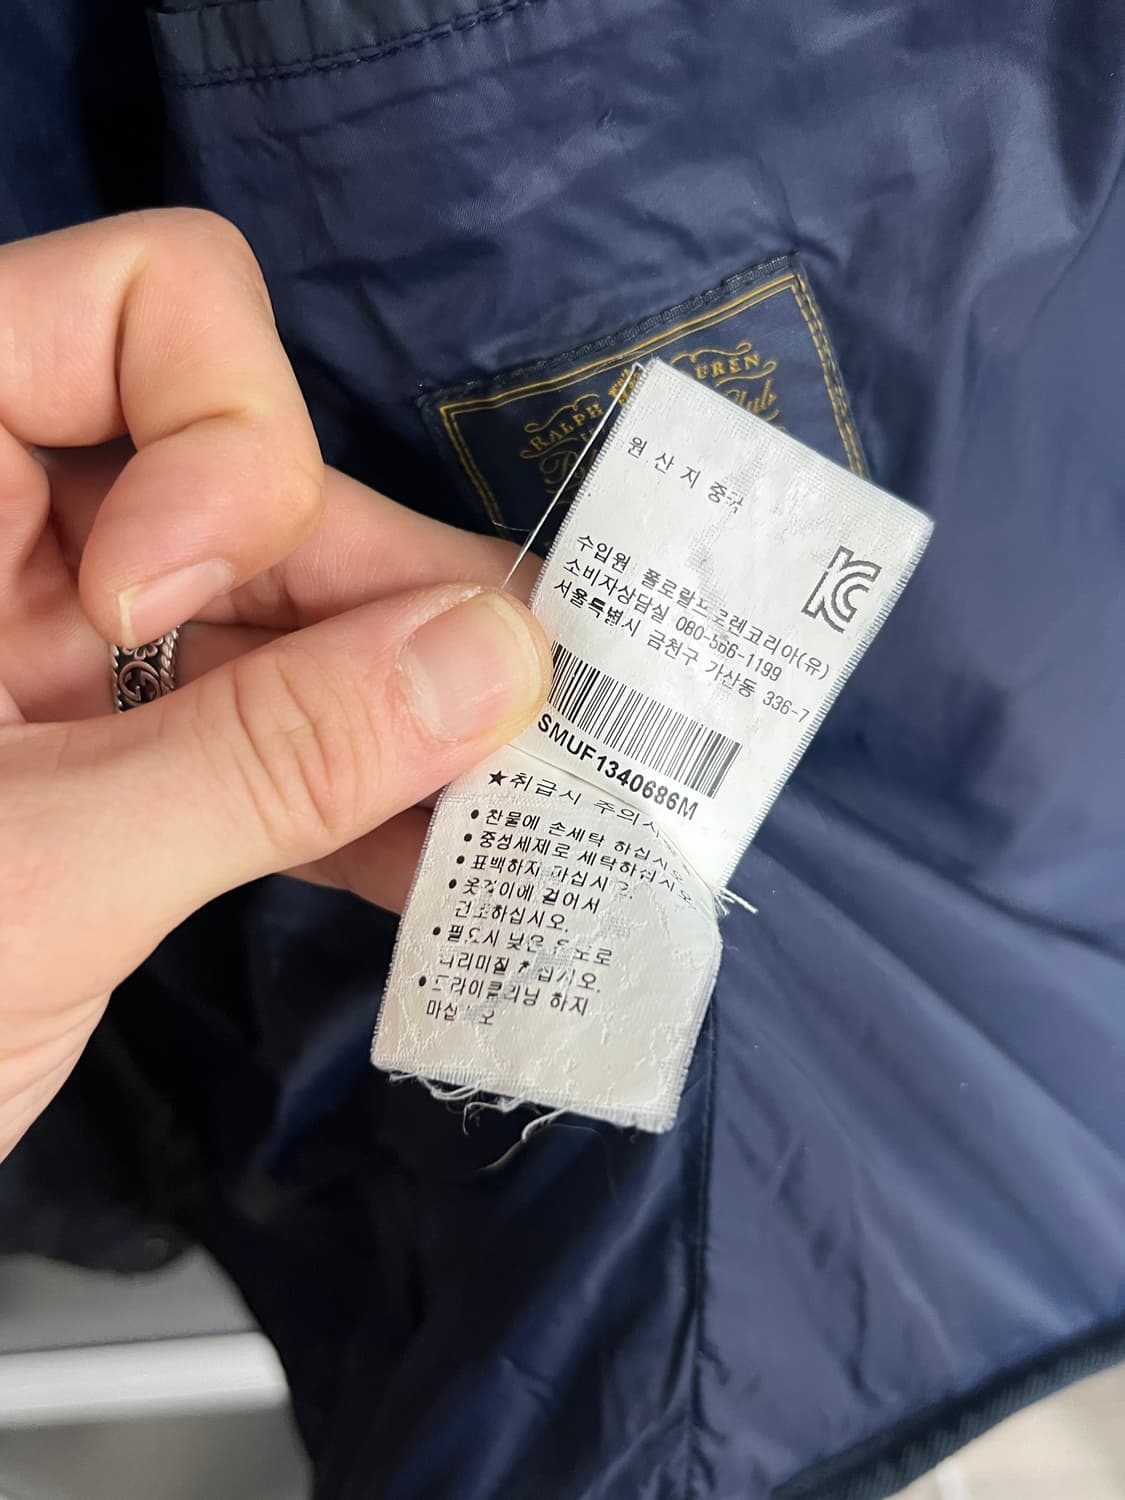 RALPH
UREN
Club
원 산 지 중국
수입원 폴로랄프로렌코리아(유)
소비자상담실 080-566-1199
서울특별시 금천구 가산동 336-7
SMUF1340686M
★취급시 주의사
• 찬물에 손세탁 하십시오
• 중성세제로 세탁하십시오
• 표백하지 마십시오.
• 옷걸이에 걸어서
건조하십시오.
• 필요시 낮은 온도로
다리미질 하십시오.
• 드라이클리닝 하지
마십시오